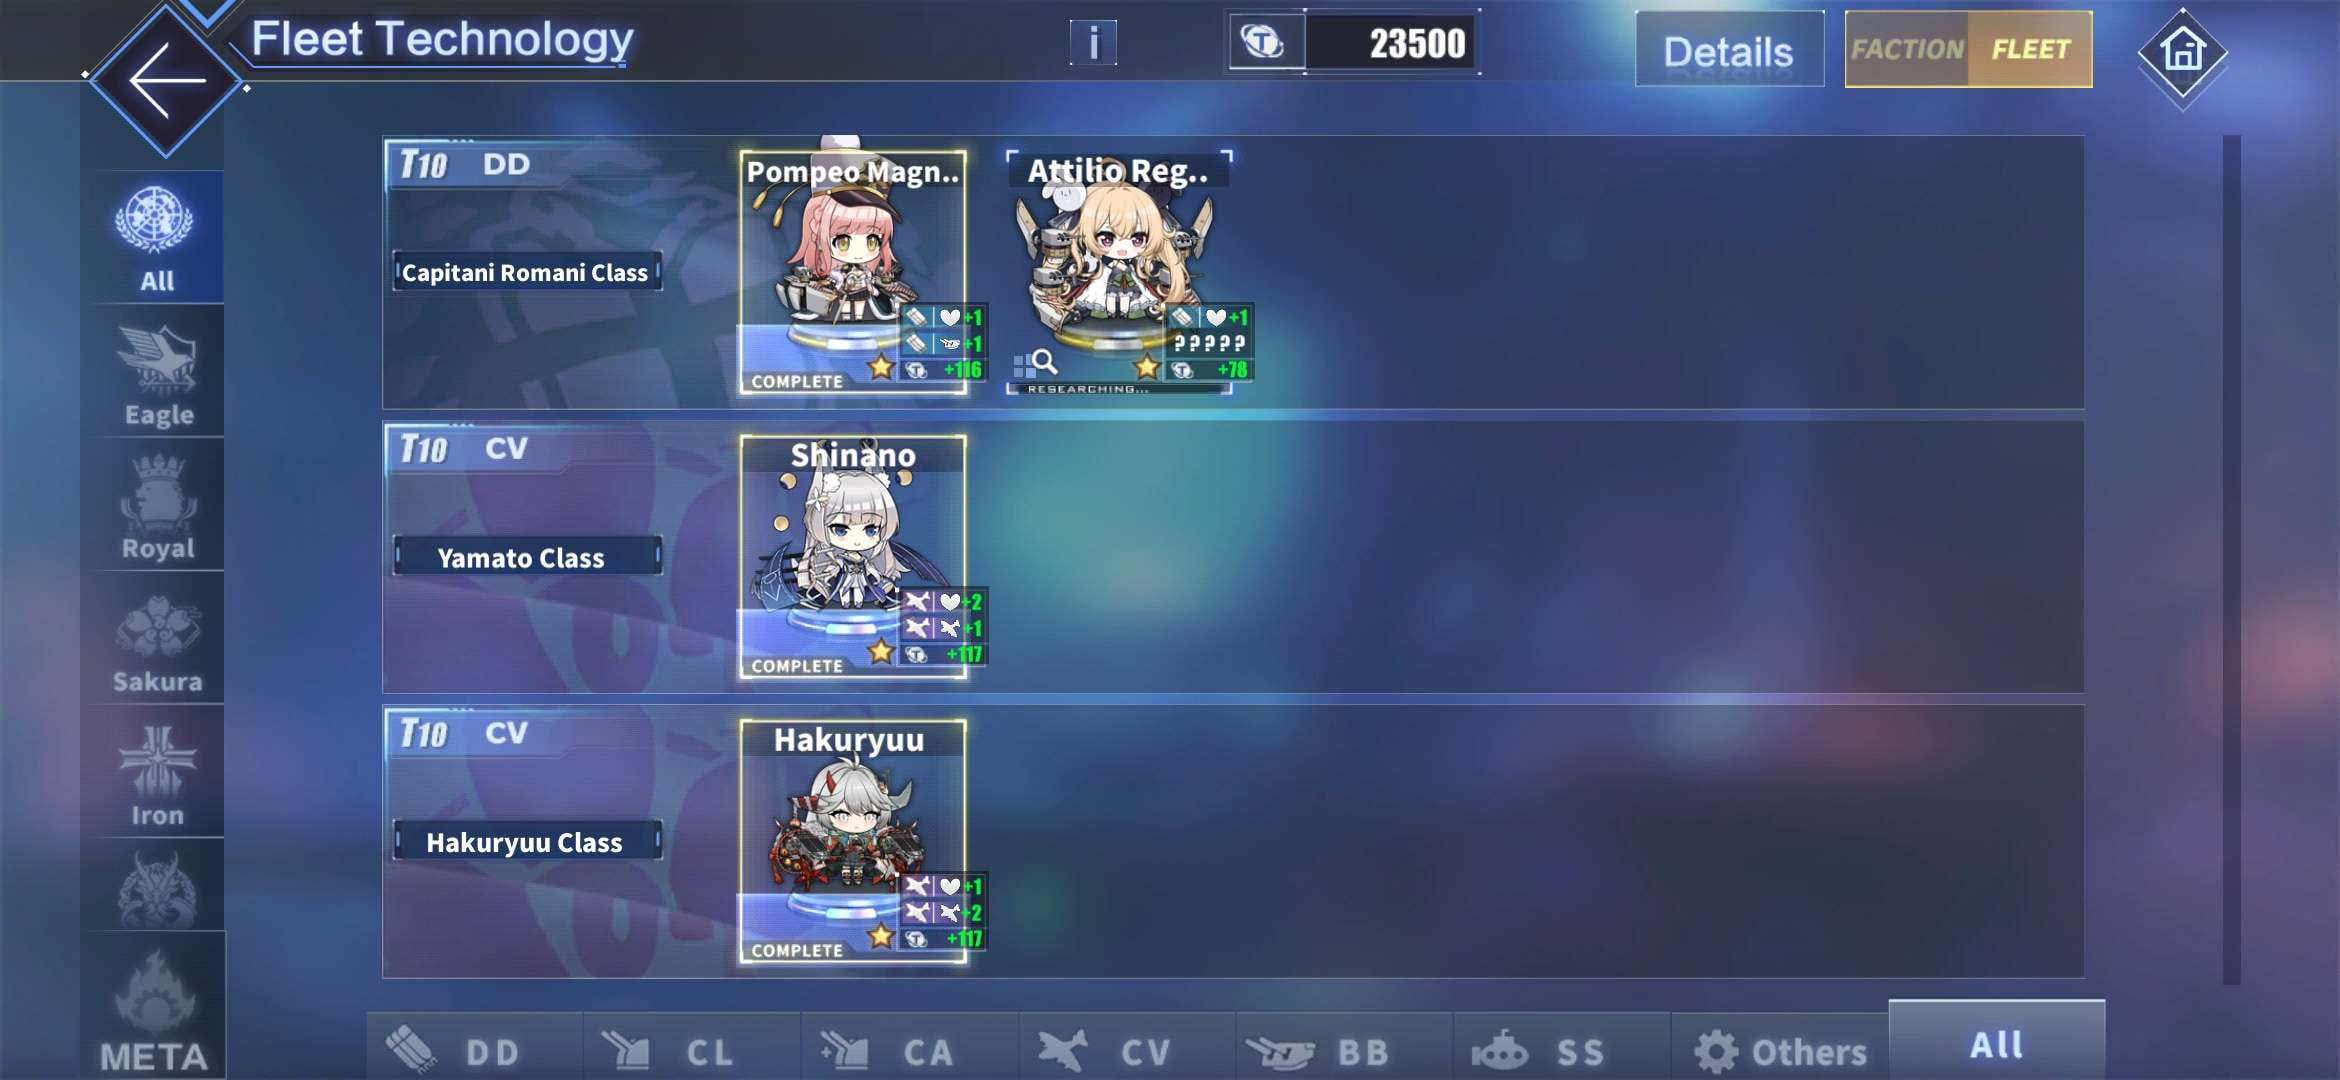 Fleet Technology
i
T
23500
Details
FACTION FLEET
All
Eagle
Royal
Sakura
Iron
META
T10 DD
Capitani Romani Class
Pompeo Magn..
+1
+1
T +116
COMPLETE
Attilio Reg..
+1
?????
T +78
RESEARCHING...
T10 CV
Yamato Class
Shinano
+2
+1
T +117
COMPLETE
T10 CV
Hakuryuu Class
Hakuryuu
+1
+2
T +117
COMPLETE
DD
CL
CA
CV
BB
SS
Others
All